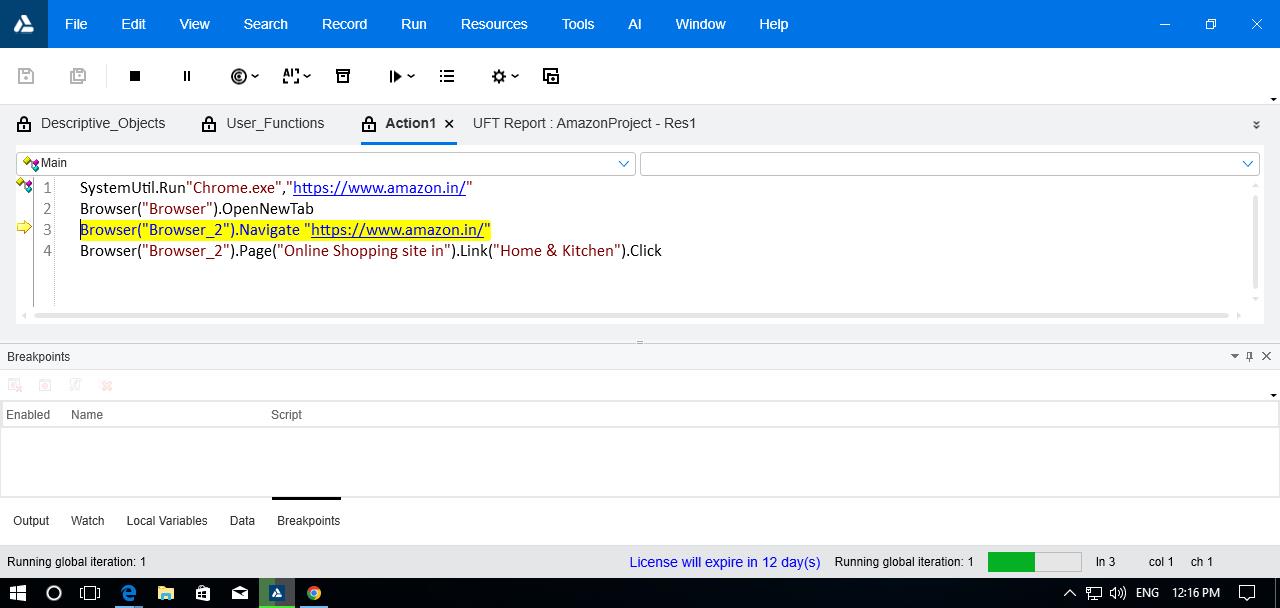 File Edit View Search Record Run Resources Tools AI Window Help
Descriptive_Objects User_Functions Action1 UFT Report : AmazonProject - Res1
Main
1 SystemUtil.Run"Chrome.exe","https://www.amazon.in/"
2 Browser("Browser").OpenNewTab
3 Browser("Browser_2").Navigate "https://www.amazon.in/"
4 Browser("Browser_2").Page("Online Shopping site in").Link("Home & Kitchen").Click
Breakpoints
Enabled Name Script
Output Watch Local Variables Data Breakpoints
Running global iteration: 1 License will expire in 12 day(s) Running global iteration: 1 ln 3 col 1 ch 1
ENG 12:16 PM